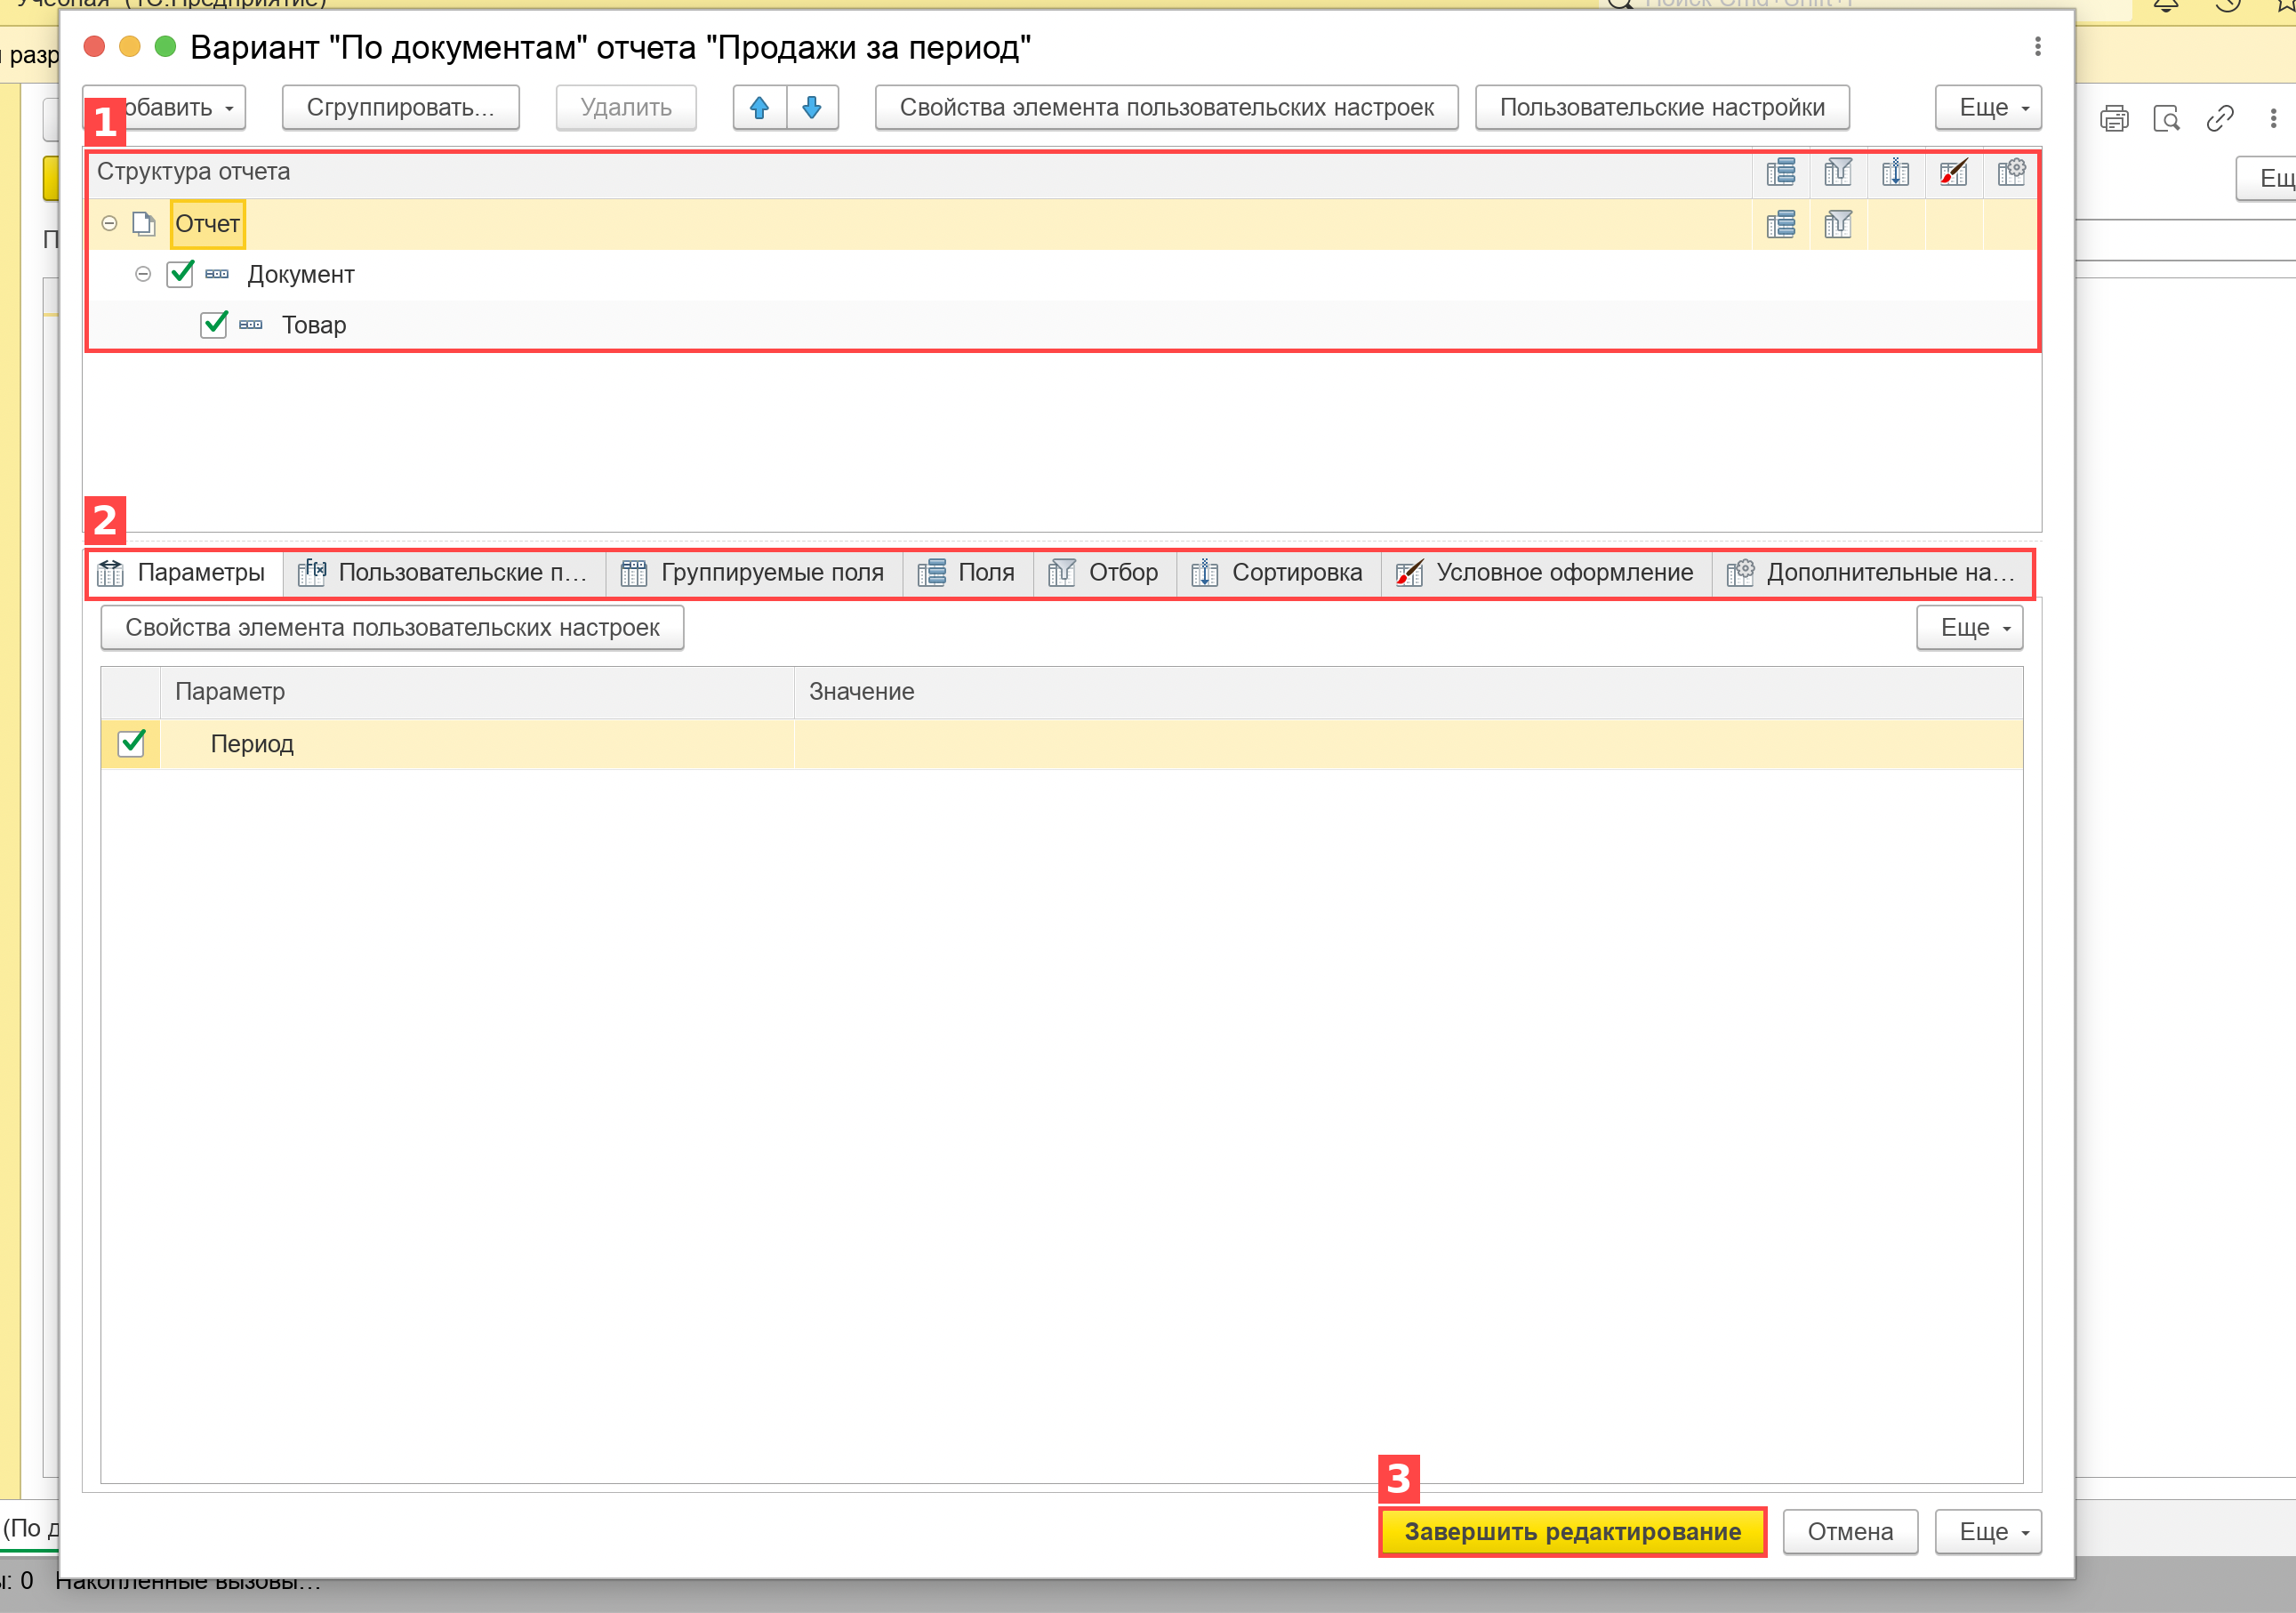 Вариант "По документам" отчета "Продажи за период"
разр
1
обавить
Сгруппировать...
Удалить
Свойства элемента пользовательских настроек
Пользовательские настройки
Еще
Структура отчета
Отчет
Документ
Товар
Ещ
П
2
Параметры
Пользовательские п...
Группируемые поля
Поля
Отбор
Сортировка
Условное оформление
Дополнительные на...
Свойства элемента пользовательских настроек
Еще
Параметр
Значение
Период
3
Завершить редактирование
Отмена
Еще
(По д
ы: 0
Накопленные вызовы...